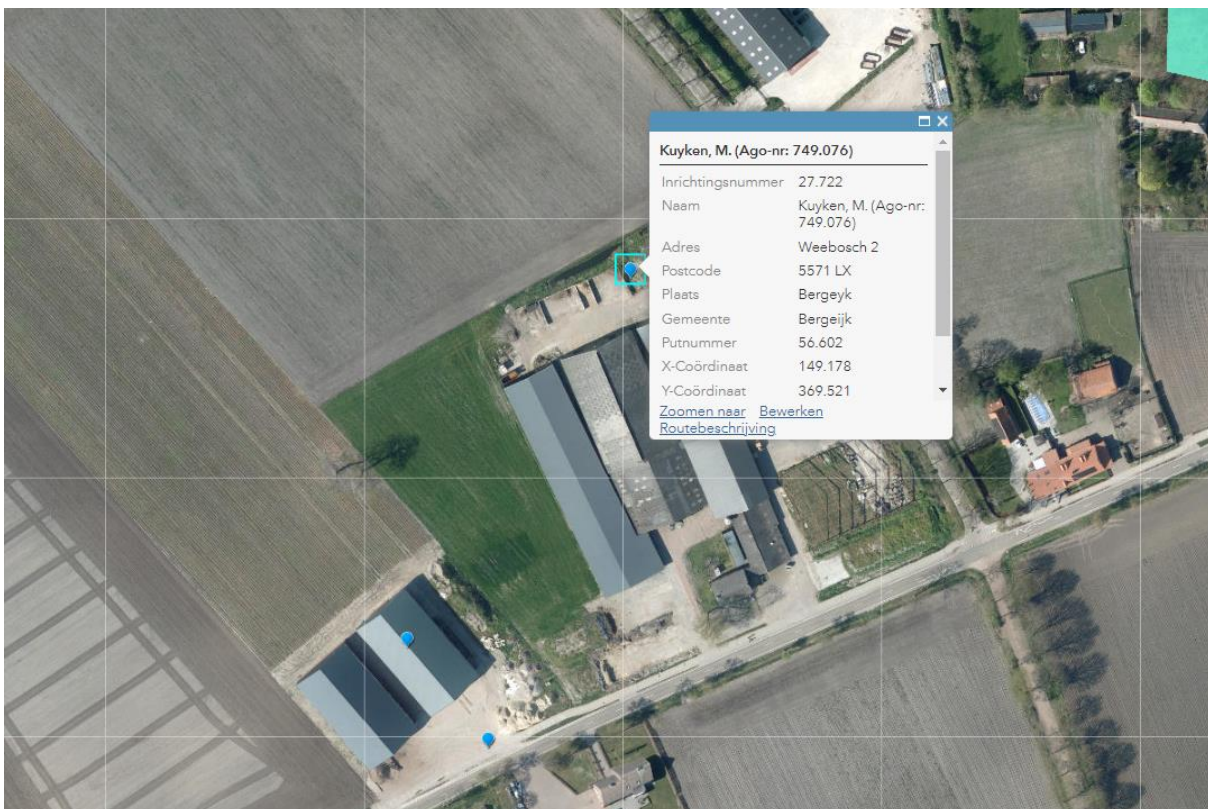 Kuyken, M. (Ago-nr: 749.076)
Inrichtingsnummer 27.722
Naam Kuyken, M. (Ago-nr:
749.076)
Adres Weebosch 2
Postcode 5571 LX
Plaats Bergeyk
Gemeente Bergeijk
Putnummer 56.602
X-Coördinaat 149.178
Y-Coördinaat 369.521
Zoomen naar Bewerken
Routebeschrijving